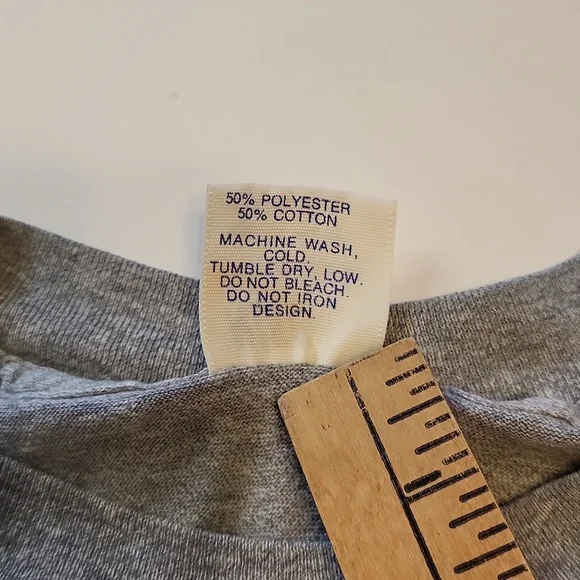 50% POLYESTER
50% COTTON
MACHINE WASH,
COLD.
TUMBLE DRY, LOW.
DO NOT BLEACH.
DO NOT IRON
DESIGN.